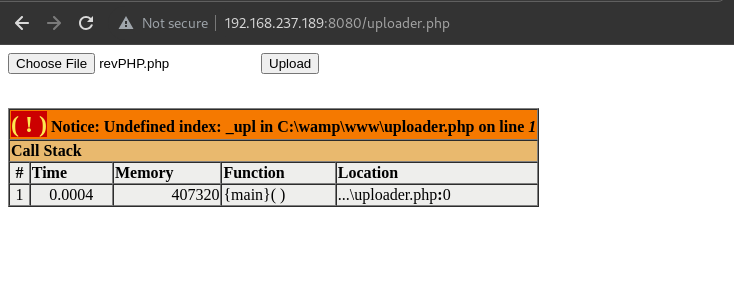 Not secure | 192.168.237.189:8080/uploader.php
Choose File revPHP.php Upload
( ! ) Notice: Undefined index: _upl in C:\wamp\www\uploader.php on line 1
Call Stack
# Time Memory Function Location
1 0.0004 407320 {main}( ) ...\uploader.php:0